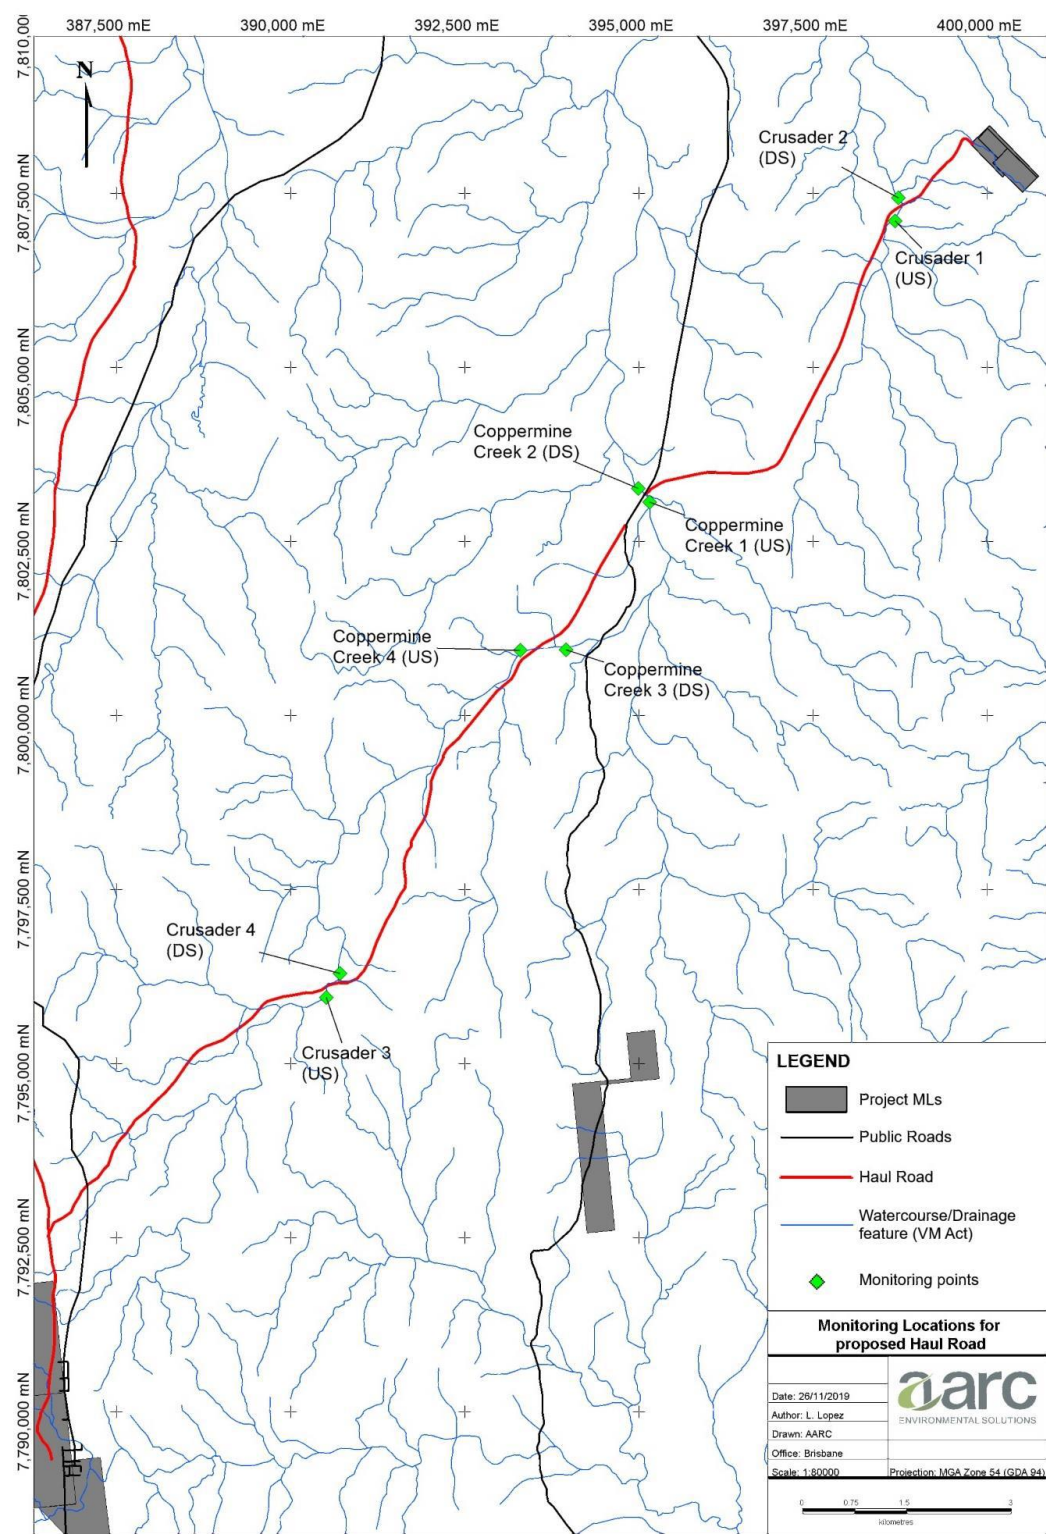 387,500 mE
390,000 mE
392,500 mE
395,000 mE
397,500 mE
400,000 mE
7,810,00
N
Crusader 2
(DS)
7,807,500 mN
Crusader 1
(US)
7,805,000 mN
Coppermine
Creek 2 (DS)
7,802,500 mN
Coppermine
Creek 1 (US)
Coppermine
Creek 4 (US)
Coppermine
Creek 3 (DS)
7,800,000 mN
7,797,500 mN
Crusader 4
(DS)
7,795,000 mN
Crusader 3
(US)
7,792,500 mN
7,790,000 mN
LEGEND
Project MLs
Public Roads
Haul Road
Watercourse/Drainage
feature (VM Act)
Monitoring points
Monitoring Locations for
proposed Haul Road
Date: 26/11/2019
Author: L. Lopez
Drawn: AARC
Office: Brisbane
Scale: 1:80000
aarc
ENVIRONMENTAL SOLUTIONS
Projection: MGA Zone 54 (GDA 94)
0 0.75 1.5 3
kilometres